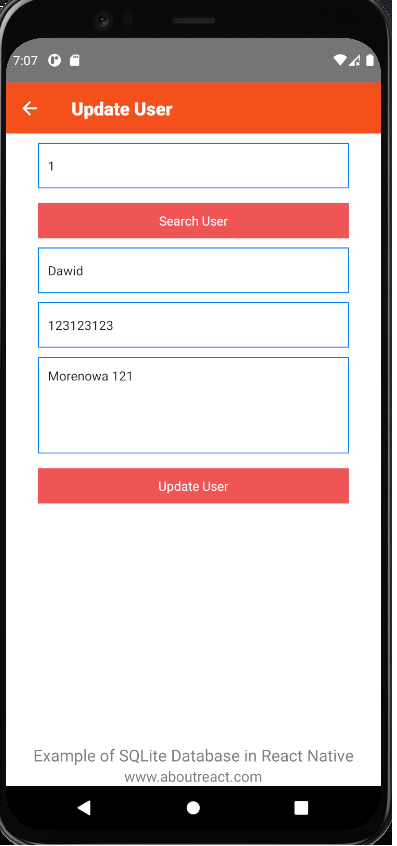 7:07
Update User
1
Search User
Dawid
123123123
Morenowa 121
Update User
Example of SQLite Database in React Native
www.aboutreact.com